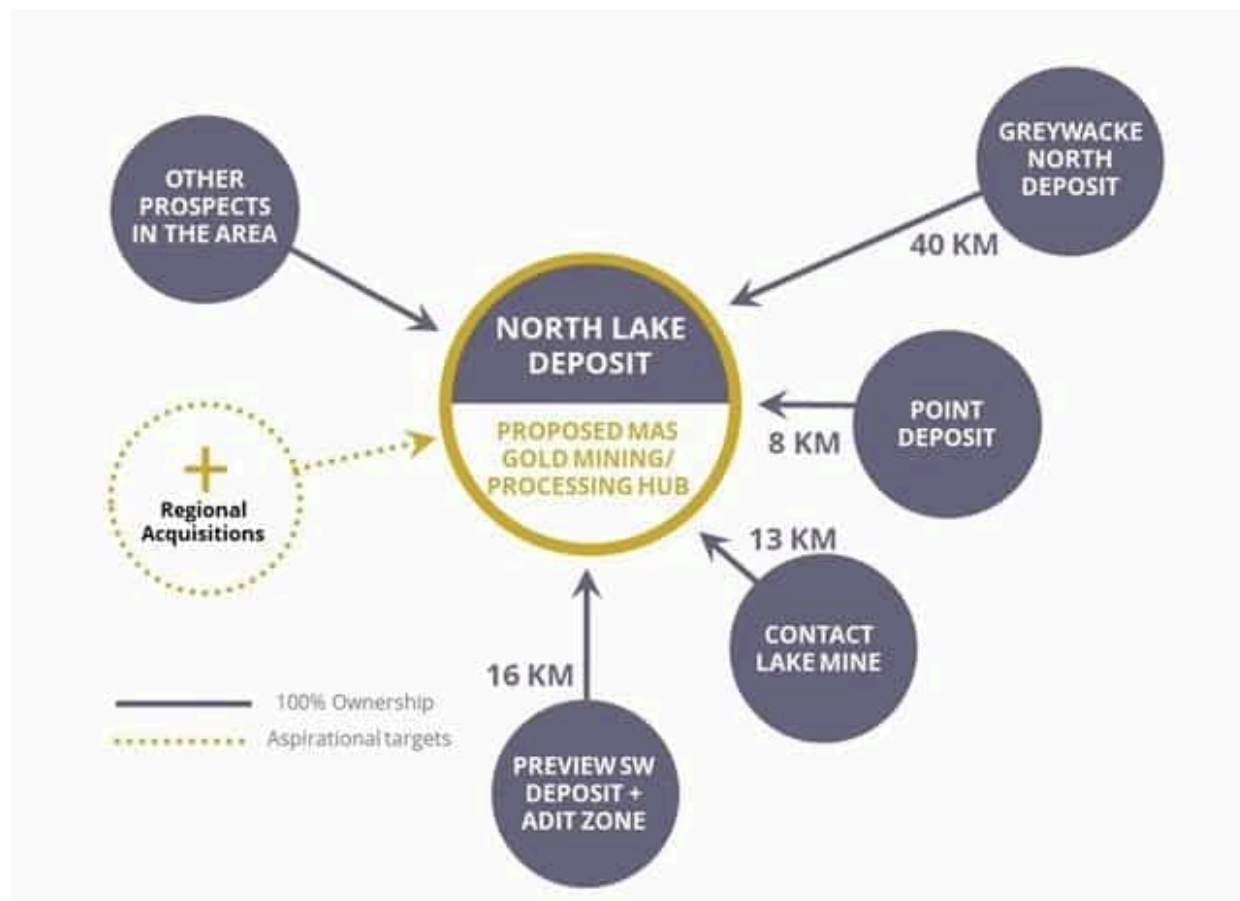 OTHER
PROSPECTS
IN THE AREA
GREYWACKE
NORTH
DEPOSIT
40 KM
NORTH LAKE
DEPOSIT
PROPOSED MAS
GOLD MINING/
PROCESSING HUB
POINT
DEPOSIT
8 KM
+
Regional
Acquisitions
13 KM
CONTACT
LAKE MINE
16 KM
PREVIEW SW
DEPOSIT +
ADIT ZONE
100% Ownership
Aspirational targets